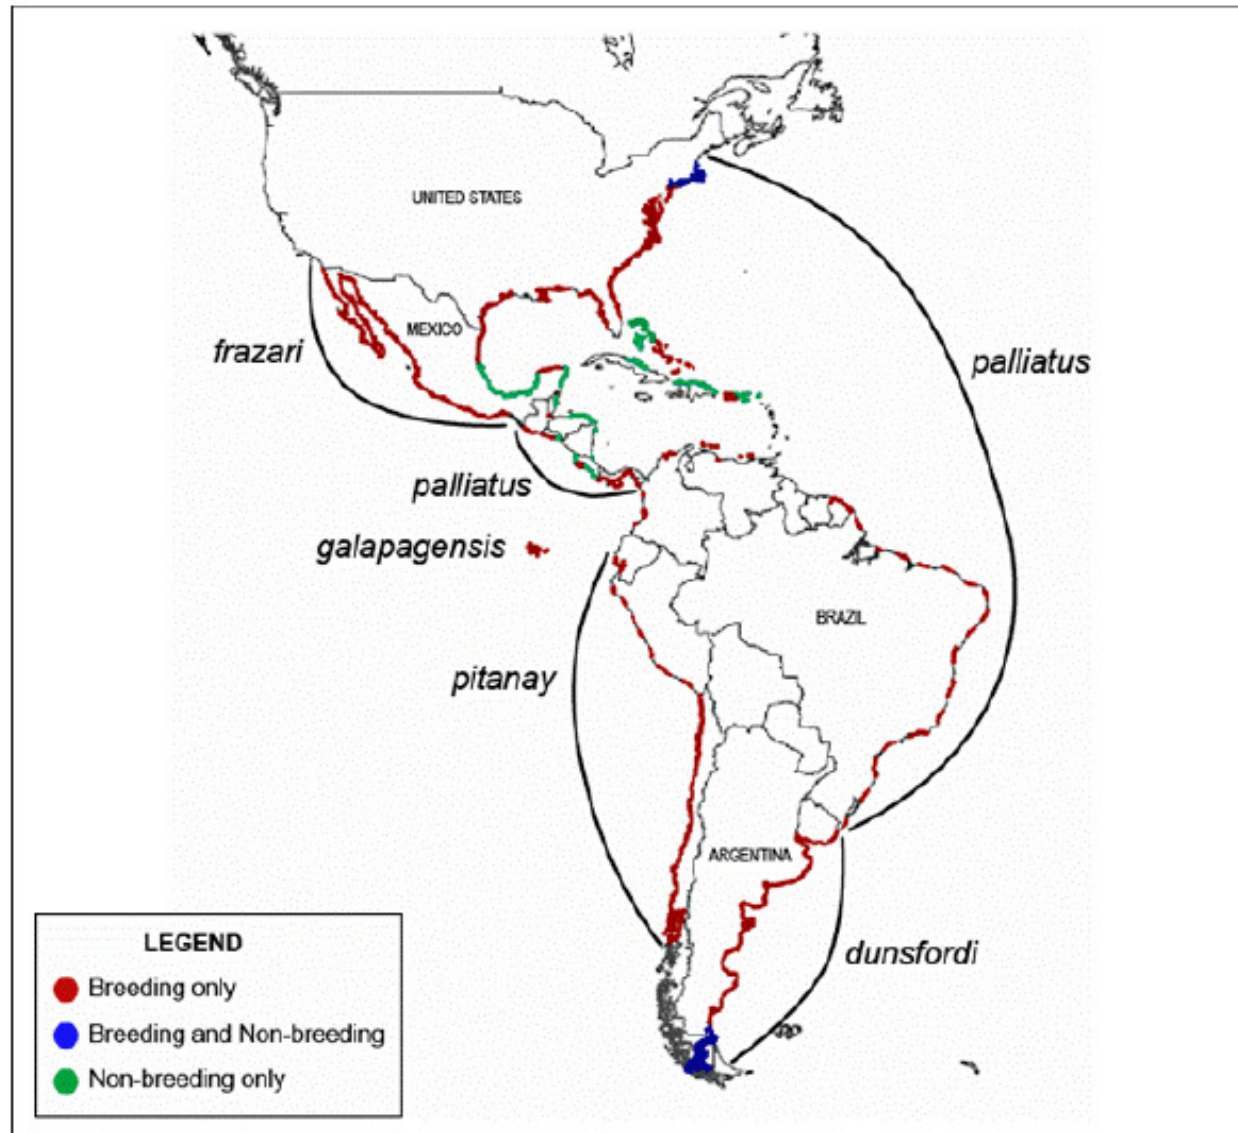 UNITED STATES
MEXICO
frazari
palliatus
palliatus
galapagensis
pitanay
BRAZIL
ARGENTINA
dunsfordi
LEGEND
Breeding only
Breeding and Non-breeding
Non-breeding only